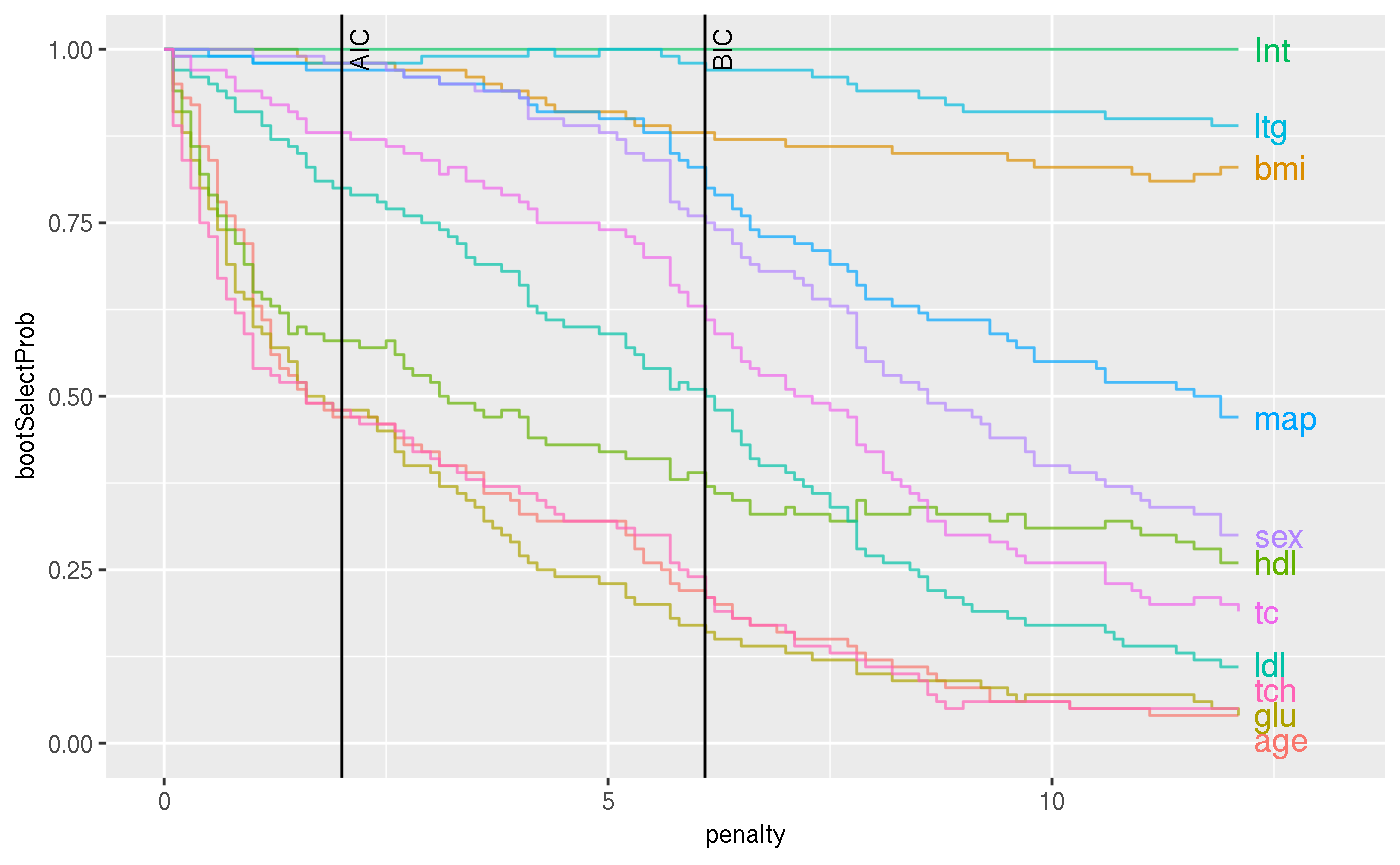 AIC
BIC
1.00
0.75
0.50
0.25
0.00
bootSelectProb
Int
ltg
bmi
map
sex
hdl
tc
ldl
tch
glu
age
0
5
10
penalty